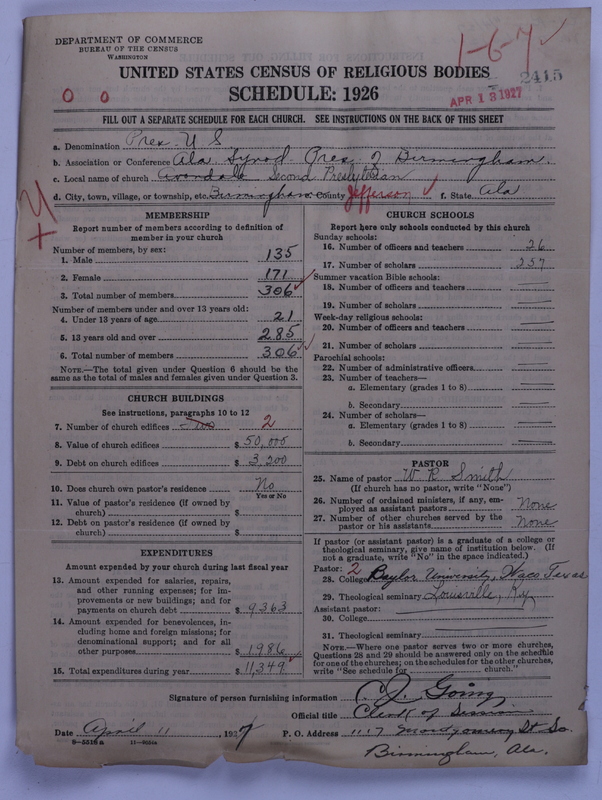 DEPARTMENT OF COMMERCE
BUREAU OF THE CENSUS
WASHINGTON
1-6-7 ✓
UNITED STATES CENSUS OF RELIGIOUS BODIES
2415
SCHEDULE: 1926
APR 13 1927
0 0
FILL OUT A SEPARATE SCHEDULE FOR EACH CHURCH. SEE INSTRUCTIONS ON THE BACK OF THIS SHEET
a. Denomination Pres. U S
b. Association or Conference Ala Synod Pres. of Birmingham.
c. Local name of church Avondale Second Presbyterian
d. City, town, village, or township, etc. Birmingham County Jefferson ✓ f. State Ala
MEMBERSHIP
Report number of members according to definition of member in your church
Number of members, by sex:
1. Male 135
2. Female 171
3. Total number of members 306 ✓
Number of members under and over 13 years old:
4. Under 13 years of age 21
5. 13 years old and over 285
6. Total number of members 306 ✓
NOTE.—The total given under Question 6 should be
same as the total of males and females given under Question 3.
CHURCH BUILDINGS
See instructions, paragraphs 10 to 12
7. Number of church edifices Two 2
8. Value of church edifices $ 50,000
9. Debt on church edifices $ 3,200
10. Does church own pastor's residence No
Yes or No
11. Value of pastor's residence (if owned by
church) $
12. Debt on pastor's residence (if owned by
church) $
EXPENDITURES
Amount expended by your church during last fiscal year
13. Amount expended for salaries, repairs,
and other running expenses; for improvements or new buildings; and for
payments on church debt $ 9363
14. Amount expended for benevolences, including home and foreign missions; for
denominational support; and for all
other purposes $ 1986
15. Total expenditures during year $ 11,349 ✓
CHURCH SCHOOLS
Report here only schools conducted by this church
Sunday schools:
16. Number of officers and teachers 26
17. Number of scholars 257
Summer vacation Bible schools:
18. Number of officers and teachers
19. Number of scholars
Week-day religious schools:
20. Number of officers and teachers
21. Number of scholars
Parochial schools:
22. Number of administrative officers
23. Number of teachers—
a. Elementary (grades 1 to 8)
b. Secondary
24. Number of scholars—
a. Elementary (grades 1 to 8)
b. Secondary
PASTOR
25. Name of pastor W R Smith
(If church has no pastor, write "None")
26. Number of ordained ministers, if any, employed as assistant pastors None
27. Number of other churches served by the
pastor or his assistants None
If pastor (or assistant pastor) is a graduate of a college or
theological seminary, give name of institution below. (If
not a graduate, write "No" in the space indicated.)
Pastor: 2
28. College Baylor University, Waco Texas
29. Theological seminary Louisville, Ky
Assistant pastor:
30. College
31. Theological seminary
NOTE.—Where one pastor serves two or more churches,
Questions 28 and 29 should be answered only on the schedule
for one of the churches; on the schedules for the other churches,
write "See schedule for church."
Signature of person furnishing information C. J. Going
Official title Clerk of Session
Date April 11, 1927 P. O. Address 1117 Montgomery St So.
8-5518a
Birmingham, Ala.